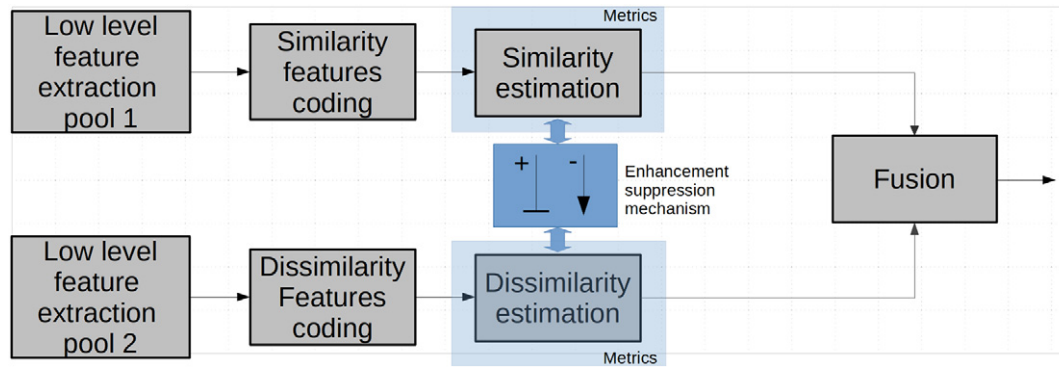 Low level
feature
extraction
pool 1
Similarity
features
coding
Metrics
Similarity
estimation
+
-
Enhancement
suppression
mechanism
Fusion
Low level
feature
extraction
pool 2
Dissimilarity
Features
coding
Dissimilarity
estimation
Metrics